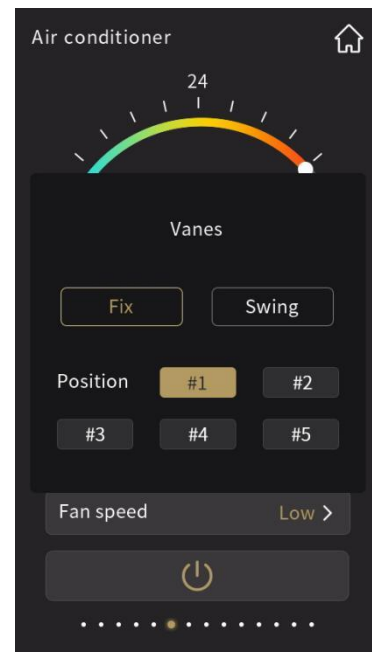 Air conditioner
24
Vanes
Fix Swing
Position #1 #2
#3 #4 #5
Fan speed Low